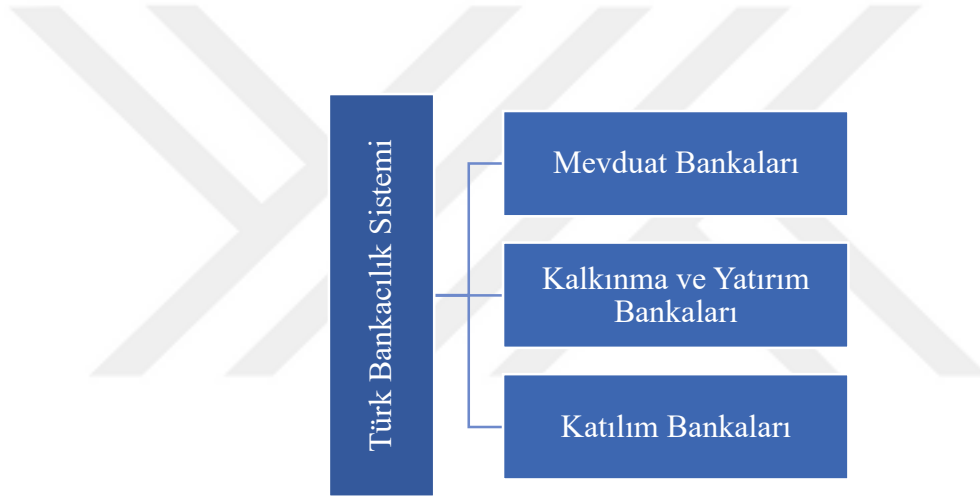 Türk Bankacılık Sistemi
Mevduat Bankaları
Kalkınma ve Yatırım
Bankaları
Katılım Bankaları